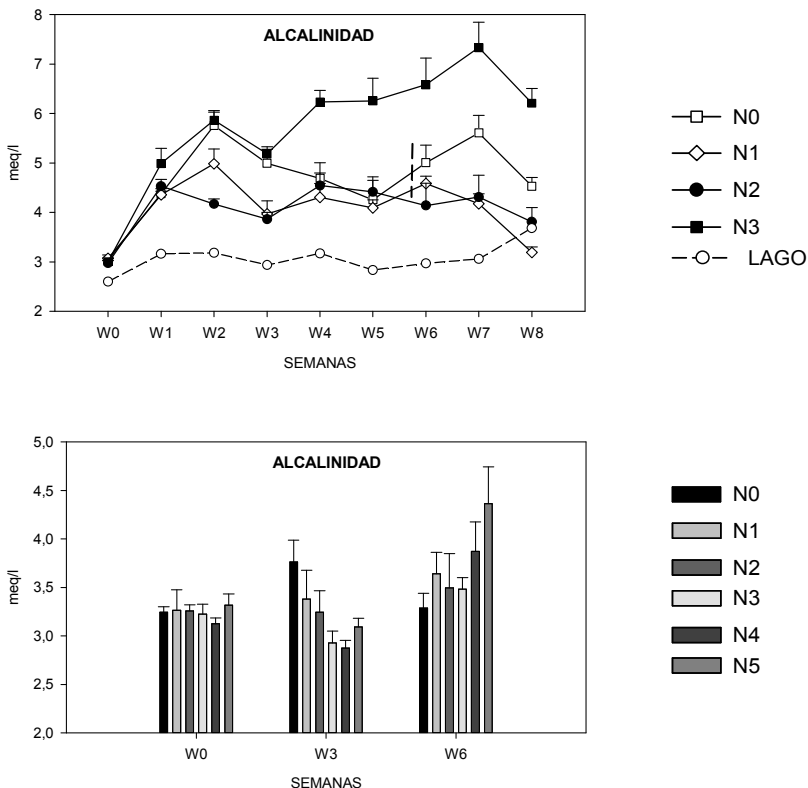 ALCALINIDAD
8
7
6
5
4
3
2
meq/l
W0 W1 W2 W3 W4 W5 W6 W7 W8
SEMANAS
N0
N1
N2
N3
LAGO
ALCALINIDAD
5,0
4,5
4,0
3,5
3,0
2,5
2,0
meq/l
W0 W3 W6
SEMANAS
N0
N1
N2
N3
N4
N5